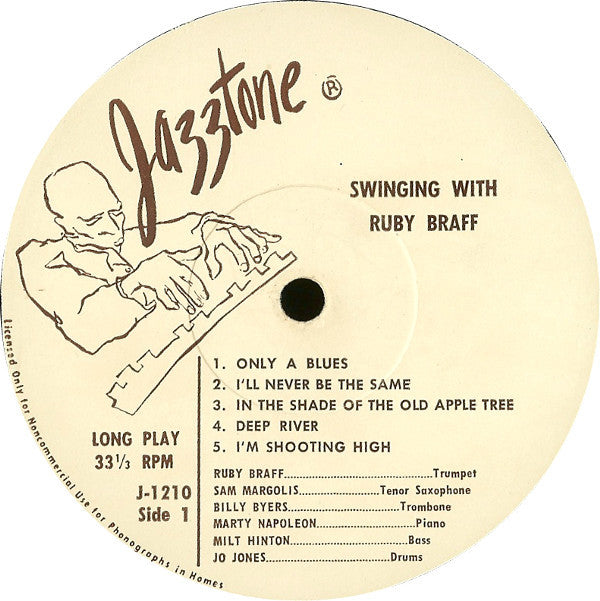 Jazztone ®
SWINGING WITH
RUBY BRAFF
1. ONLY A BLUES
2. I'LL NEVER BE THE SAME
3. IN THE SHADE OF THE OLD APPLE TREE
4. DEEP RIVER
5. I'M SHOOTING HIGH
LONG PLAY
33⅓ RPM
J-1210
Side 1
RUBY BRAFF....................Trumpet
SAM MARGOLIS....................Tenor Saxophone
BILLY BYERS....................Trombone
MARTY NAPOLEON....................Piano
MILT HINTON....................Bass
JO JONES....................Drums
Licensed Only for Noncommercial Use for Phonographs in Homes